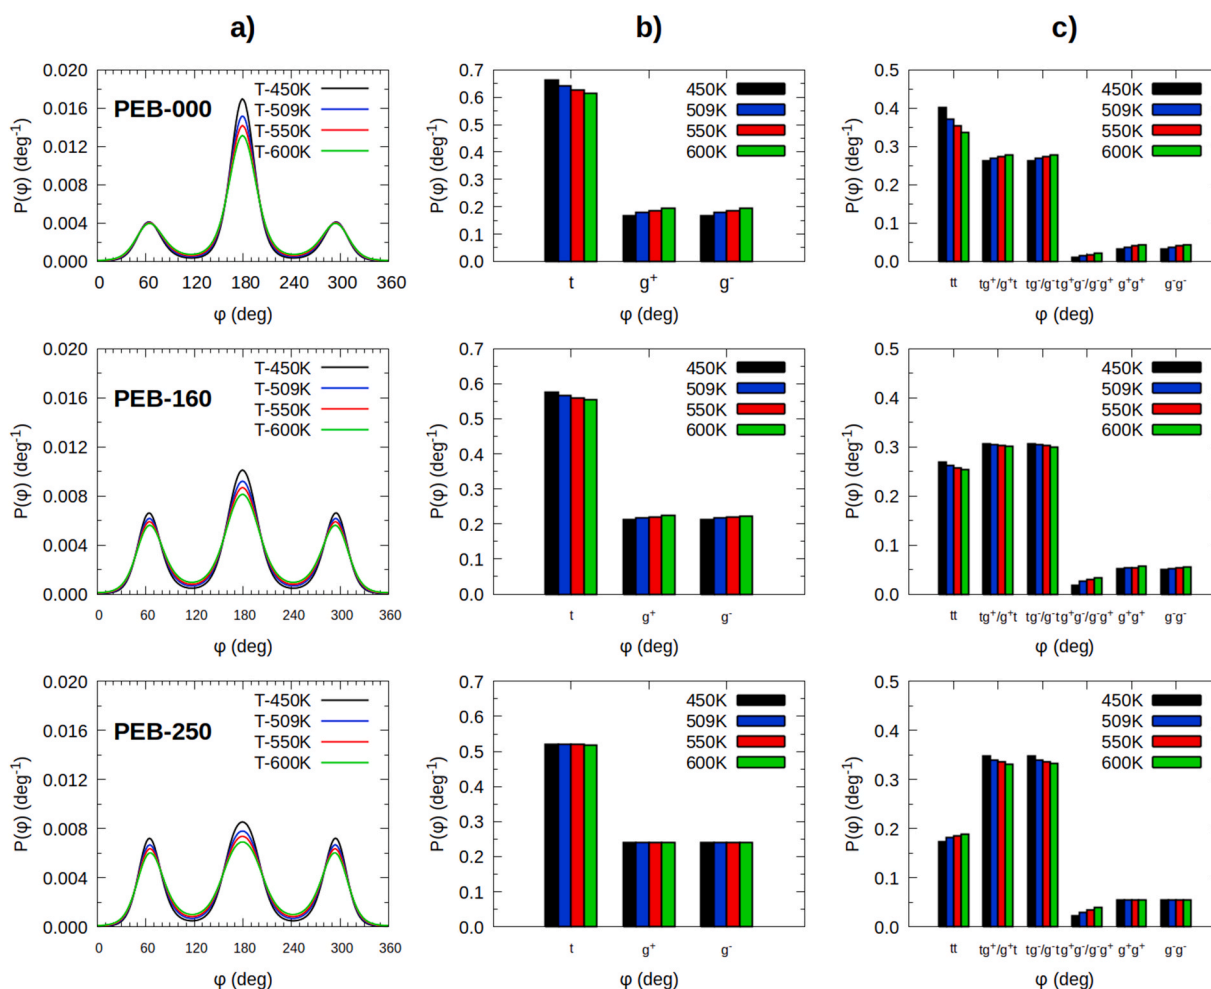 a)
b)
c)
PEB-000
T-450K
T-509K
T-550K
T-600K
P(φ) (deg⁻¹)
0.020
0.016
0.012
0.008
0.004
0.000
0 60 120 180 240 300 360
φ (deg)
450K
509K
550K
600K
P(φ) (deg⁻¹)
0.7
0.6
0.5
0.4
0.3
0.2
0.1
0.0
t g⁺ g⁻
φ (deg)
450K
509K
550K
600K
P(φ) (deg⁻¹)
0.5
0.4
0.3
0.2
0.1
0.0
tt tg⁺/g⁺t tg⁻/g⁻t g⁺g⁻/g⁻g⁺ g⁺g⁺ g⁻g⁻
φ (deg)
PEB-160
T-450K
T-509K
T-550K
T-600K
P(φ) (deg⁻¹)
0.020
0.016
0.012
0.008
0.004
0.000
0 60 120 180 240 300 360
φ (deg)
450K
509K
550K
600K
P(φ) (deg⁻¹)
0.7
0.6
0.5
0.4
0.3
0.2
0.1
0.0
t g⁺ g⁻
φ (deg)
450K
509K
550K
600K
P(φ) (deg⁻¹)
0.5
0.4
0.3
0.2
0.1
0.0
tt tg⁺/g⁺t tg⁻/g⁻t g⁺g⁻/g⁻g⁺ g⁺g⁺ g⁻g⁻
φ (deg)
PEB-250
T-450K
T-509K
T-550K
T-600K
P(φ) (deg⁻¹)
0.020
0.016
0.012
0.008
0.004
0.000
0 60 120 180 240 300 360
φ (deg)
450K
509K
550K
600K
P(φ) (deg⁻¹)
0.7
0.6
0.5
0.4
0.3
0.2
0.1
0.0
t g⁺ g⁻
φ (deg)
450K
509K
550K
600K
P(φ) (deg⁻¹)
0.5
0.4
0.3
0.2
0.1
0.0
tt tg⁺/g⁺t tg⁻/g⁻t g⁺g⁻/g⁻g⁺ g⁺g⁺ g⁻g⁻
φ (deg)